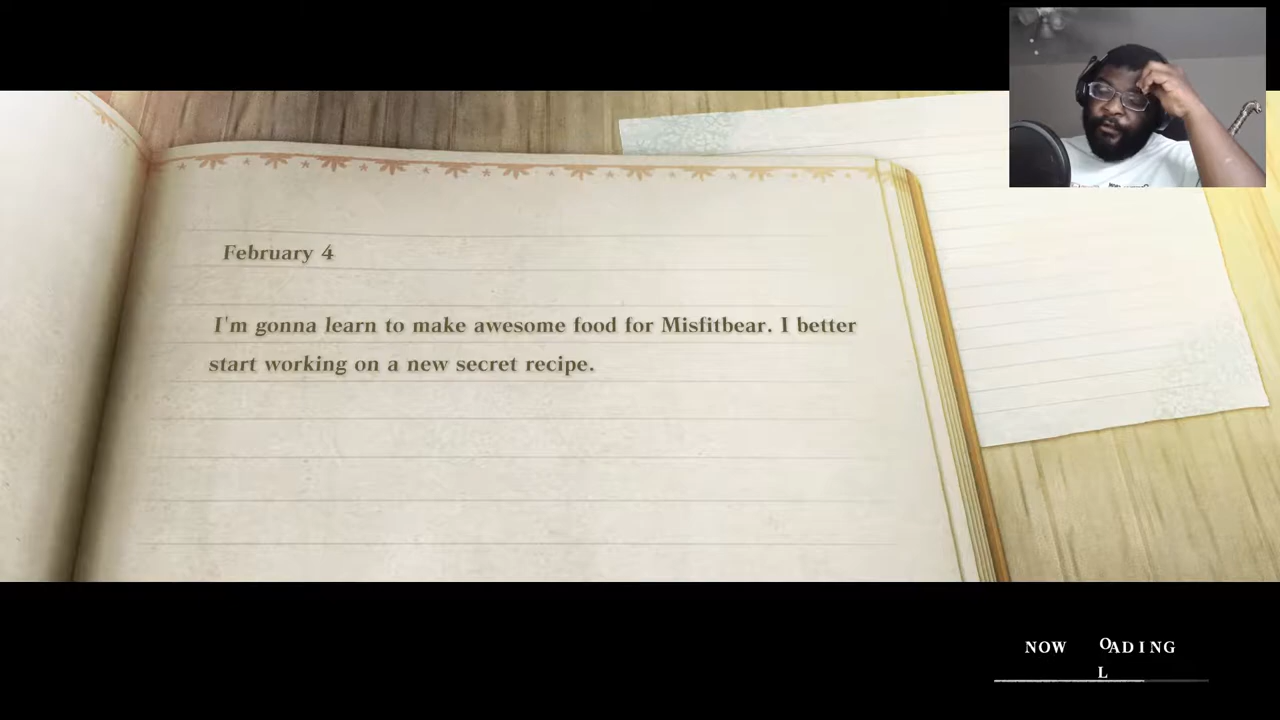 February 4
I'm gonna learn to make awesome food for Misfitbear. I better
start working on a new secret recipe.
NOW LOADING